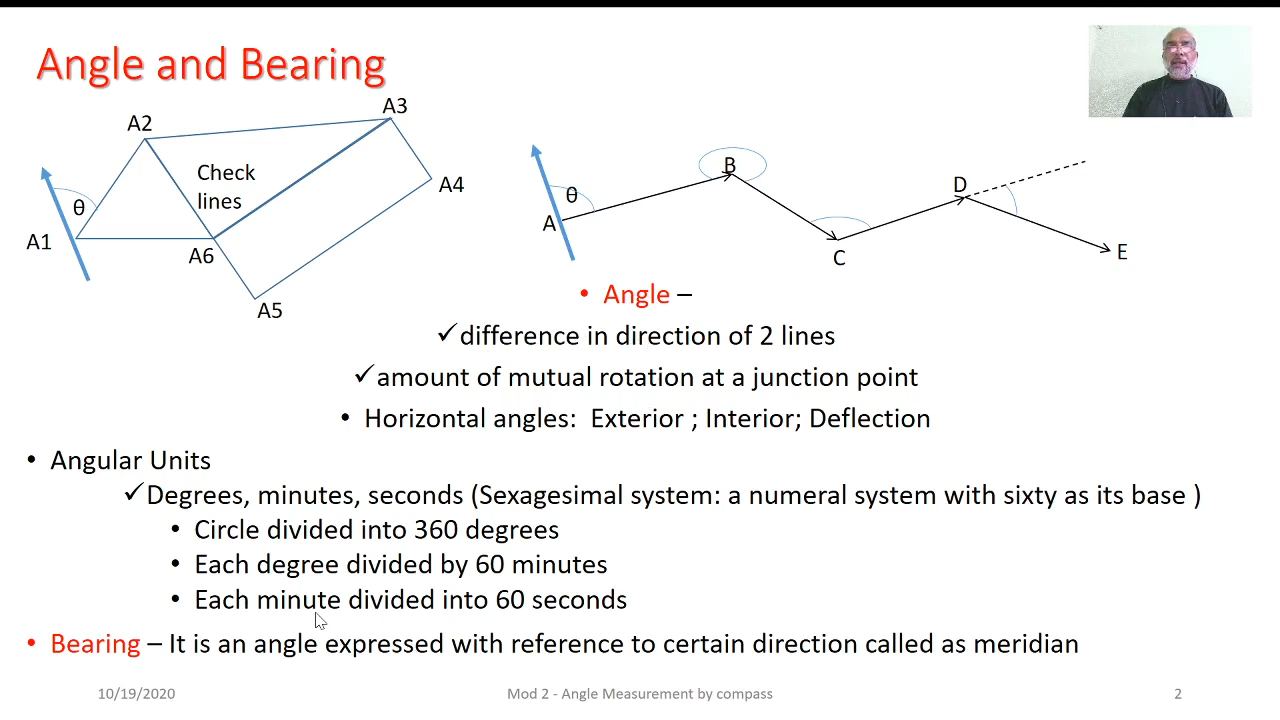 Angle and Bearing
A2
A3
Check
lines
θ
A4
A1
A6
A5
B
D
θ
A
C
E
• Angle –
✓difference in direction of 2 lines
✓amount of mutual rotation at a junction point
• Horizontal angles: Exterior ; Interior; Deflection
• Angular Units
✓Degrees, minutes, seconds (Sexagesimal system: a numeral system with sixty as its base )
• Circle divided into 360 degrees
• Each degree divided by 60 minutes
• Each minute divided into 60 seconds
• Bearing – It is an angle expressed with reference to certain direction called as meridian
10/19/2020
Mod 2 - Angle Measurement by compass
2